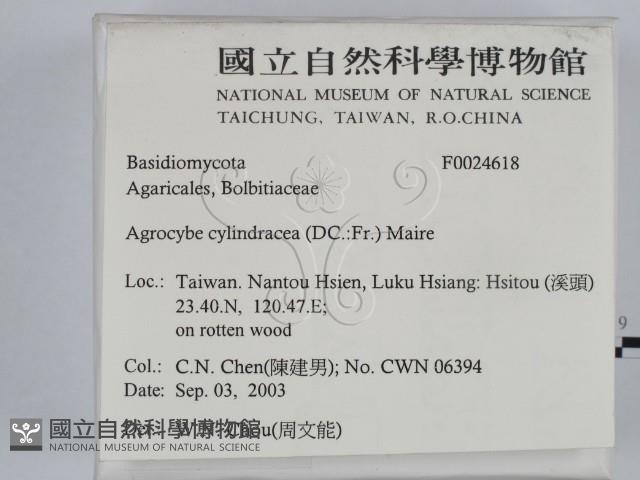 國立自然科學博物館
NATIONAL MUSEUM OF NATURAL SCIENCE
TAICHUNG, TAIWAN, R.O.CHINA
Basidiomycota F0024618
Agaricales, Bolbitiaceae
Agrocybe cylindracea (DC.:Fr.) Maire
Loc.: Taiwan. Nantou Hsien, Luku Hsiang: Hsitou (溪頭)
23.40.N, 120.47.E;
on rotten wood
9
Col.: C.N. Chen(陳建男); No. CWN 06394
Date: Sep. 03, 2003
Chou(周文能)
國立自然科學博物館
NATIONAL MUSEUM OF NATURAL SCIENCE